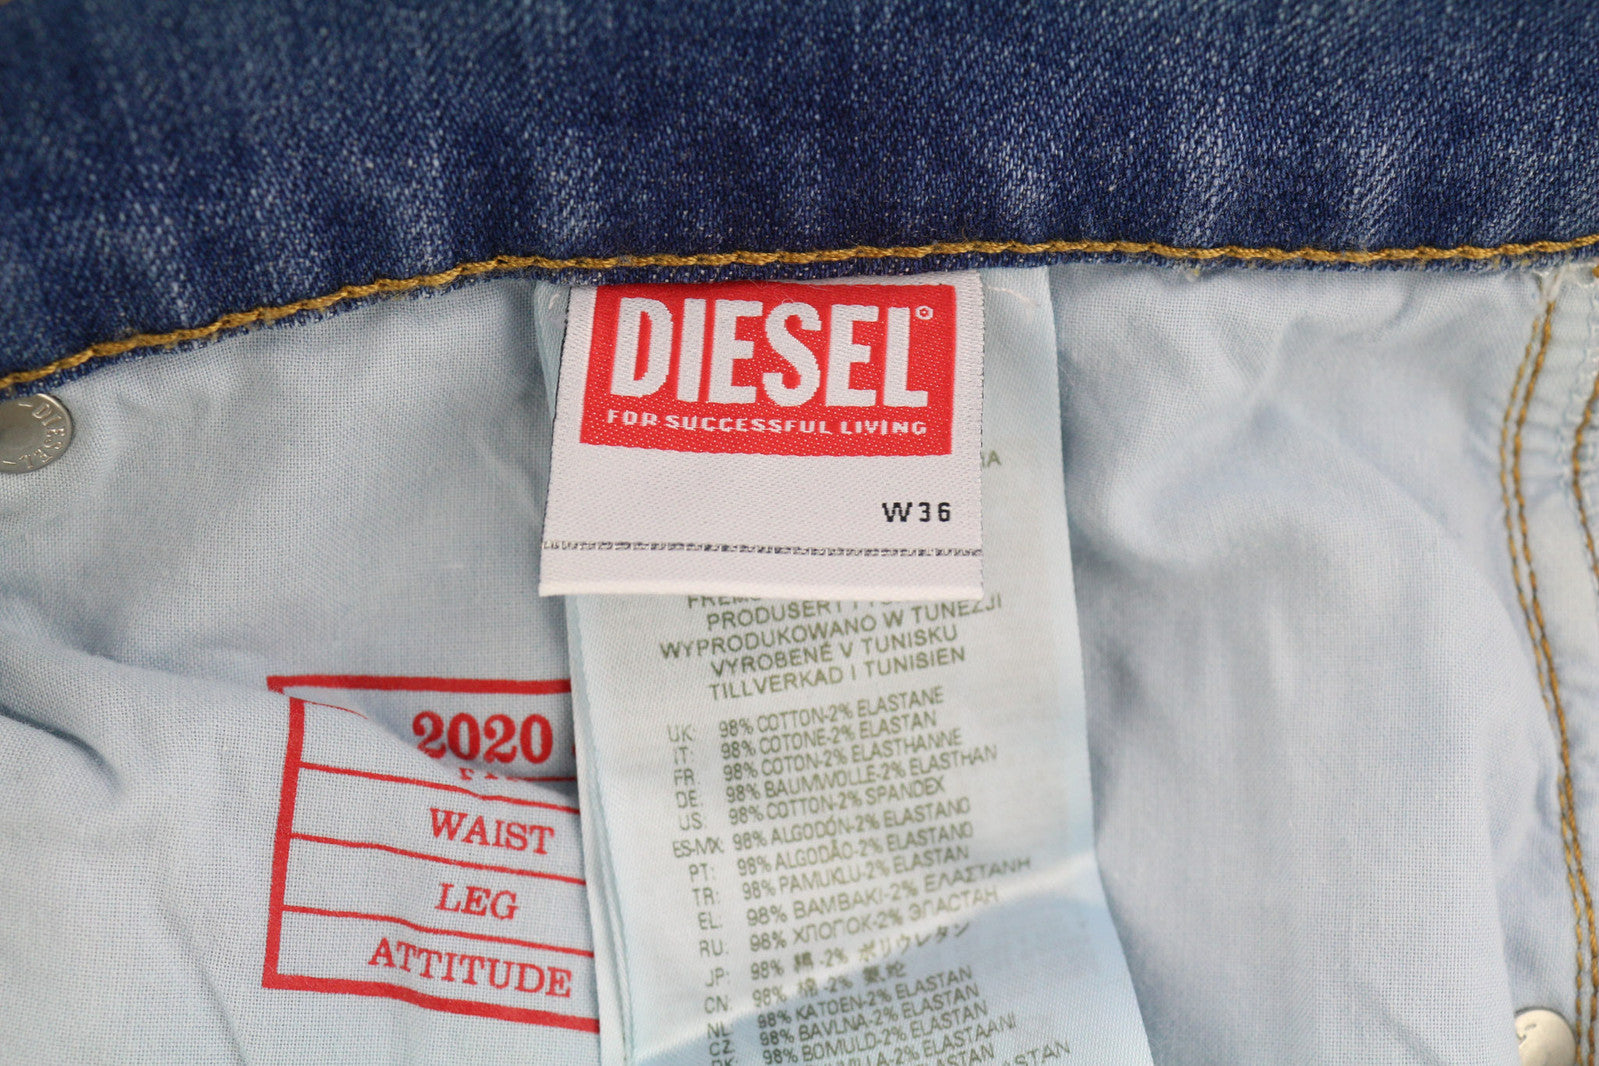 DIESEL
FOR SUCCESSFUL LIVING
W36
DIESEL
PRODUSERT I
WYPRODUKOWANO W TUNEZJI
VYROBENÉ V TUNISKU
TILLVERKAD I TUNISIEN
UK: 98% COTTON-2% ELASTANE
IT: 98% COTONE-2% ELASTAN
FR: 98% COTON-2% ELASTHANNE
DE: 98% BAUMWOLLE-2% ELASTHAN
US: 98% COTTON-2% SPANDEX
ES-MX: 98% ALGODÓN-2% ELASTANO
PT: 98% ALGODÃO-2% ELASTANO
TR: 98% PAMUKLU-2% ELASTAN
EL: 98% ΒΑΜΒΑΚΙ-2% ΕΛΑΣΤΑΝΗ
RU: 98% ХЛОПОК-2% ЭЛАСТАН
JP: 98% 綿 -2% ポリウレタン
CN: 98% 棉 -2% 氨纶
NL: 98% KATOEN-2% ELASTAN
CZ: 98% BAVLNA-2% ELASTAN
98% BOMULD-2% ELASTAN
-2% ELASTAANI
2020
WAIST
LEG
ATTITUDE